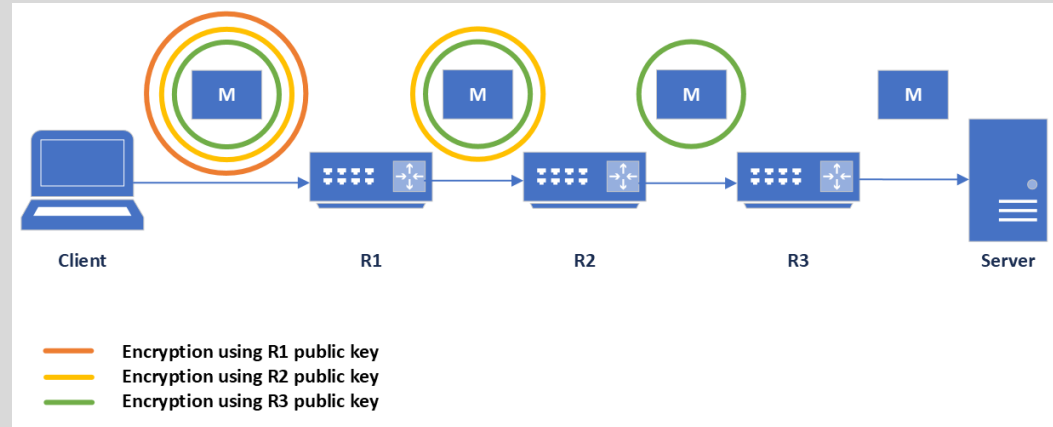 M
M
M
M
Client
R1
R2
R3
Server
Encryption using R1 public key
Encryption using R2 public key
Encryption using R3 public key